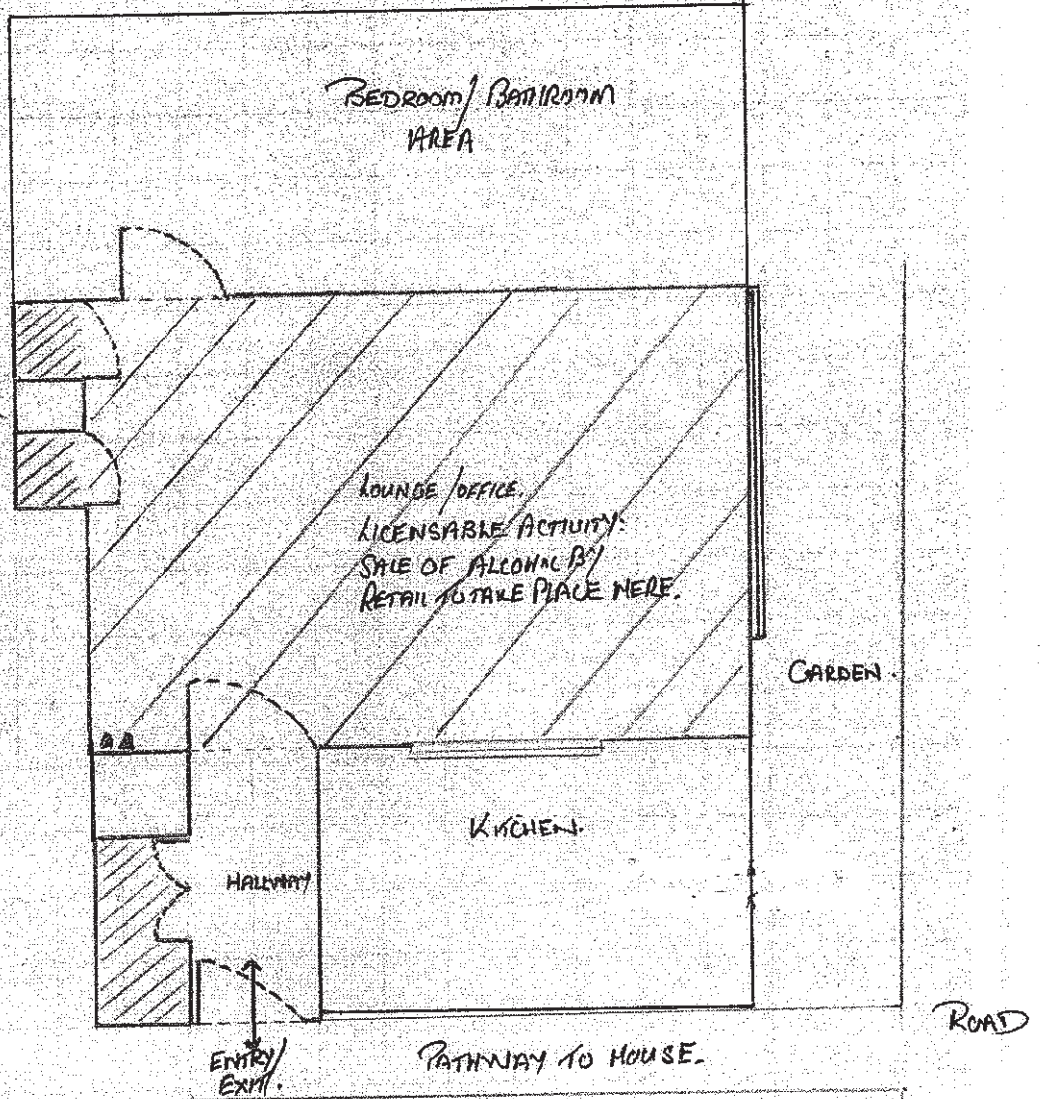 BEDROOM/BATHROOM
AREA
LOUNGE/OFFICE.
LICENSABLE ACTIVITY:
SALE OF ALCOHOL BY
RETAIL TO TAKE PLACE HERE.
GARDEN.
KITCHEN.
HALLWAY
ROAD
ENTRY/
EXIT.
PATHWAY TO HOUSE.